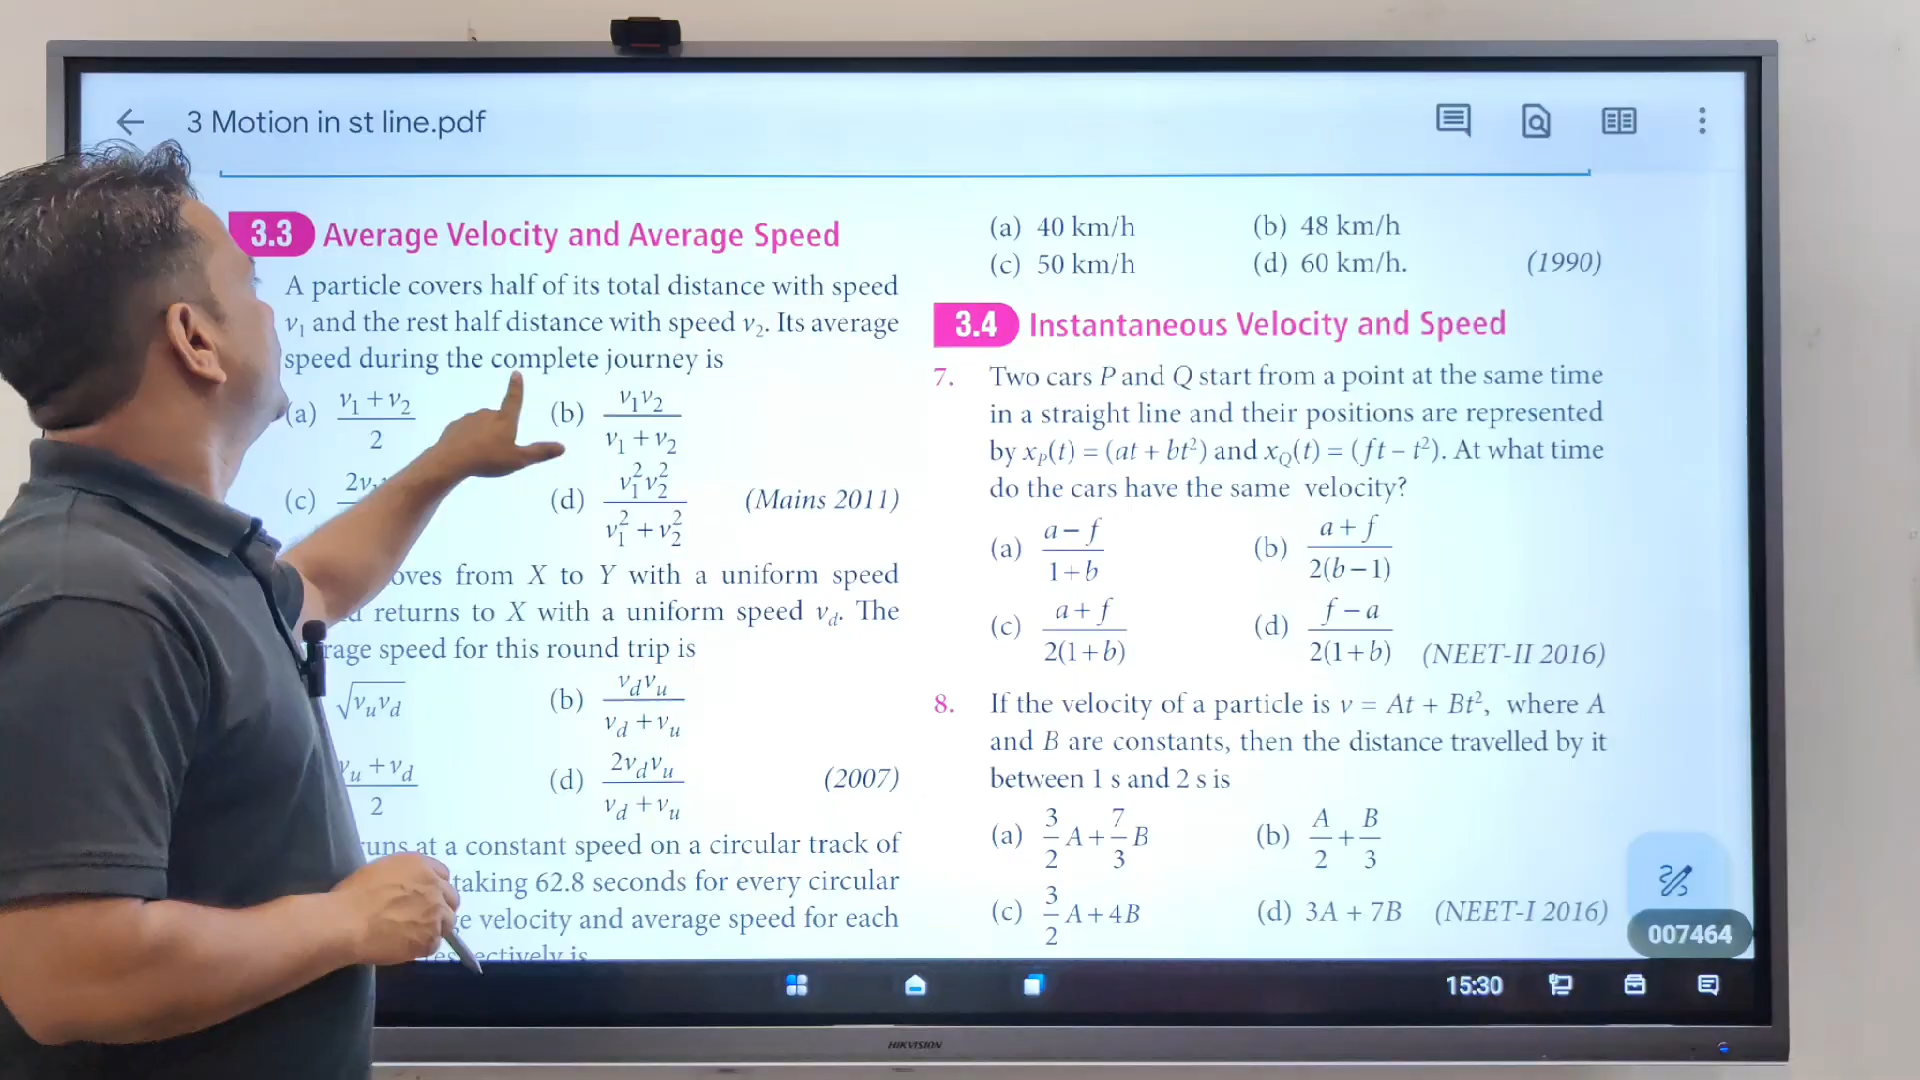 3 Motion in st line.pdf
3.3 Average Velocity and Average Speed
A particle covers half of its total distance with speed
v₁ and the rest half distance with speed v₂. Its average
speed during the complete journey is
(a) (v₁ + v₂)/2 (b) v₁v₂/(v₁ + v₂)
(c) 2v (d) v₁²v₂²/(v₁² + v₂²) (Mains 2011)
from X to Y with a uniform speed
returns to X with a uniform speed v_d. The
speed for this round trip is
√(v_u v_d) (b) v_d v_u/(v_d + v_u)
(v_u + v_d)/2 (d) 2v_d v_u/(v_d + v_u) (2007)
at a constant speed on a circular track of
taking 62.8 seconds for every circular
velocity and average speed for each
is
(a) 40 km/h (b) 48 km/h
(c) 50 km/h (d) 60 km/h. (1990)
3.4 Instantaneous Velocity and Speed
7. Two cars P and Q start from a point at the same time
in a straight line and their positions are represented
by x_P(t) = (at + bt²) and x_Q(t) = (ft – t²). At what time
do the cars have the same velocity?
(a) (a – f)/(1 + b) (b) (a + f)/(2(b – 1))
(c) (a + f)/(2(1 + b)) (d) (f – a)/(2(1 + b)) (NEET-II 2016)
8. If the velocity of a particle is v = At + Bt², where A
and B are constants, then the distance travelled by it
between 1 s and 2 s is
(a) 3/2 A + 7/3 B (b) A/2 + B/3
(c) 3/2 A + 4B (d) 3A + 7B (NEET-I 2016)
007464
15:30
HIKVISION